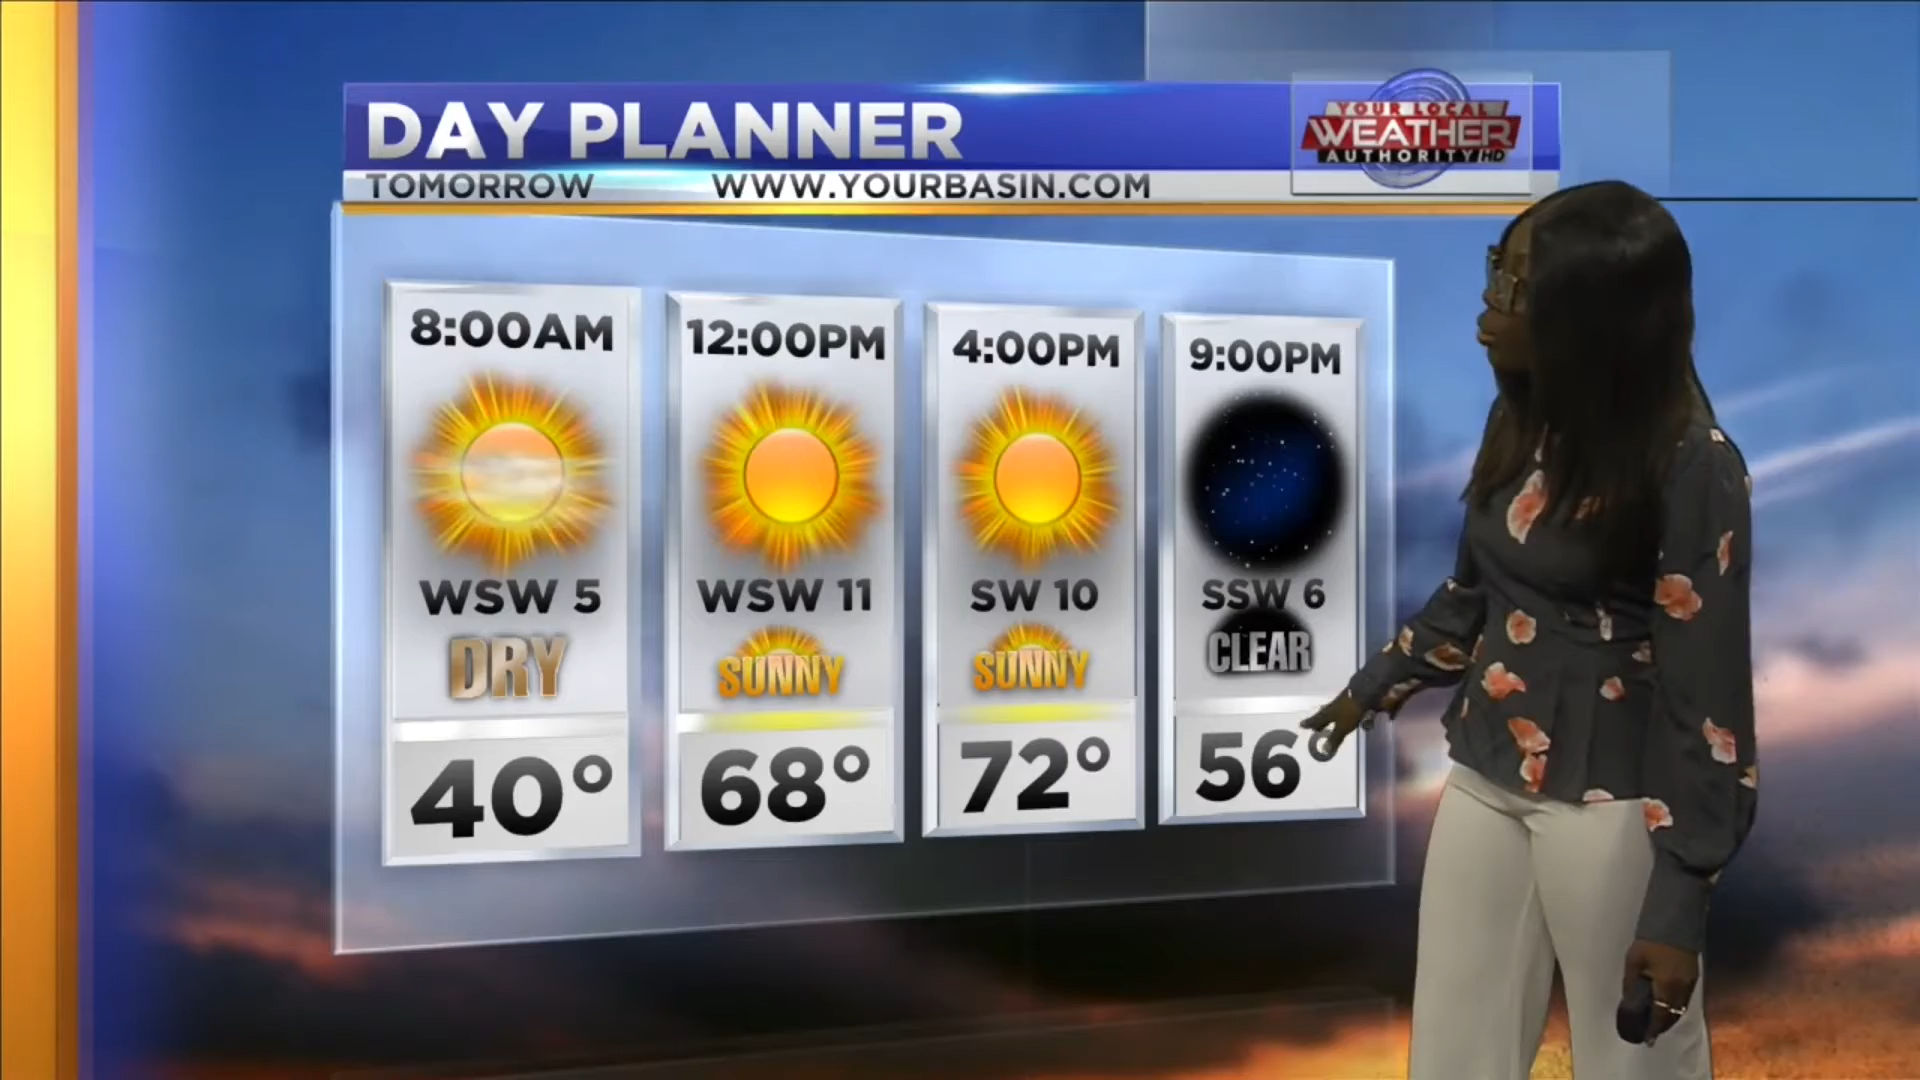 DAY PLANNER
TOMORROW WWW.YOURBASIN.COM
YOUR LOCAL
WEATHER
AUTHORITY HD
8:00AM
WSW 5
DRY
40°
12:00PM
WSW 11
SUNNY
68°
4:00PM
SW 10
SUNNY
72°
9:00PM
SSW 6
CLEAR
56°